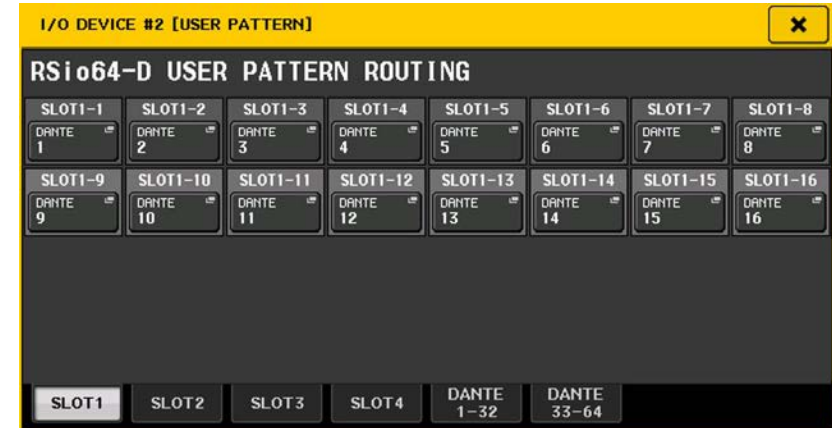 I/O DEVICE #2 [USER PATTERN]
RSio64-D USER PATTERN ROUTING
SLOT1-1 SLOT1-2 SLOT1-3 SLOT1-4 SLOT1-5 SLOT1-6 SLOT1-7 SLOT1-8
DANTE DANTE DANTE DANTE DANTE DANTE DANTE DANTE
1 2 3 4 5 6 7 8
SLOT1-9 SLOT1-10 SLOT1-11 SLOT1-12 SLOT1-13 SLOT1-14 SLOT1-15 SLOT1-16
DANTE DANTE DANTE DANTE DANTE DANTE DANTE DANTE
9 10 11 12 13 14 15 16
SLOT1 SLOT2 SLOT3 SLOT4 DANTE 1-32 DANTE 33-64